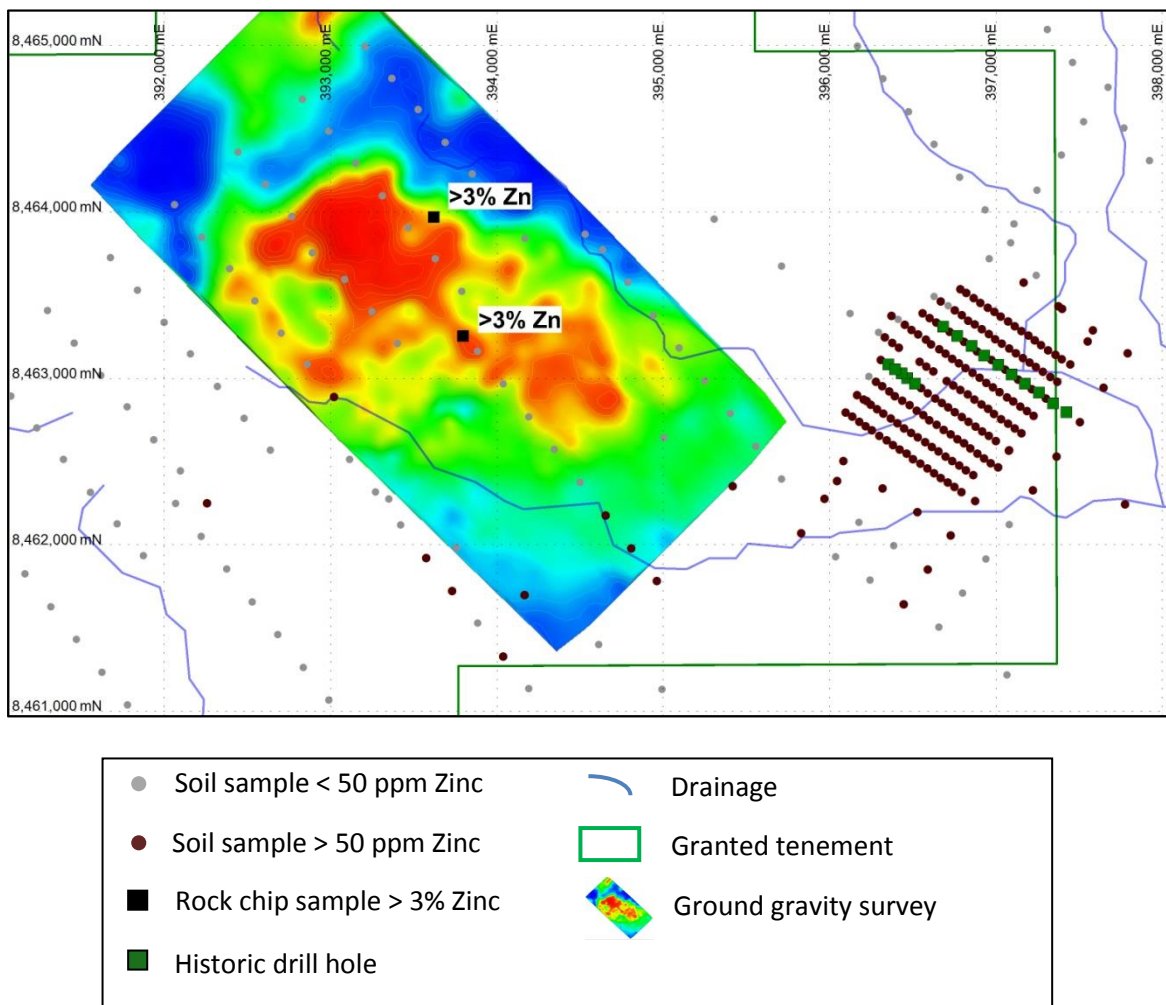 8,465,000 mN
8,464,000 mN
8,463,000 mN
8,462,000 mN
8,461,000 mN
392,000 mE
393,000 mE
394,000 mE
395,000 mE
396,000 mE
397,000 mE
398,000 mE
>3% Zn
>3% Zn
Soil sample < 50 ppm Zinc
Drainage
Soil sample > 50 ppm Zinc
Granted tenement
Rock chip sample > 3% Zinc
Ground gravity survey
Historic drill hole